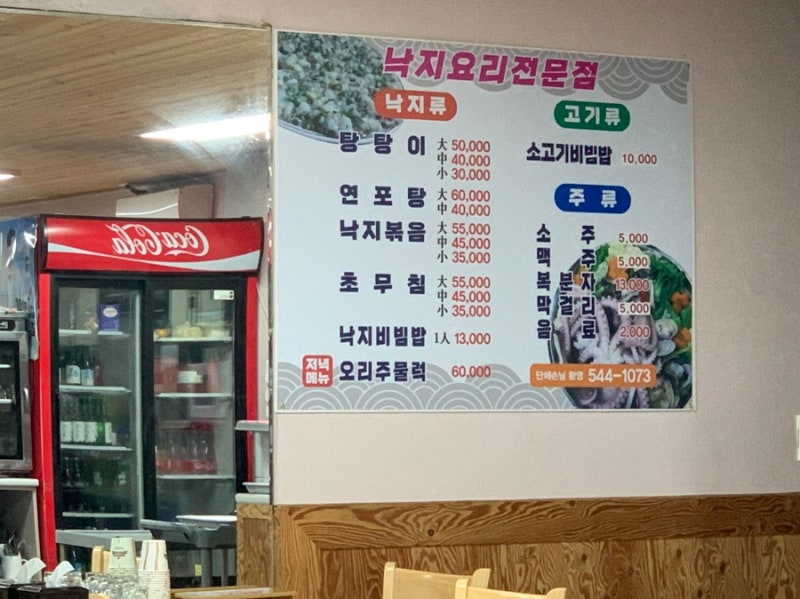 낙지요리전문점
낙지류
탕탕이 大 50,000
中 40,000
小 30,000
연포탕 大 60,000
中 40,000
낙지볶음 大 55,000
中 45,000
小 35,000
초무침 大 55,000
中 45,000
小 35,000
낙지비빔밥 1人 13,000
저녁
메뉴
오리주물럭 60,000
고기류
소고기비빔밥 10,000
주류
소주 5,000
맥주 5,000
복분자 13,000
막걸리 5,000
음료 2,000
단체손님 환영 544-1073
Coca-Cola